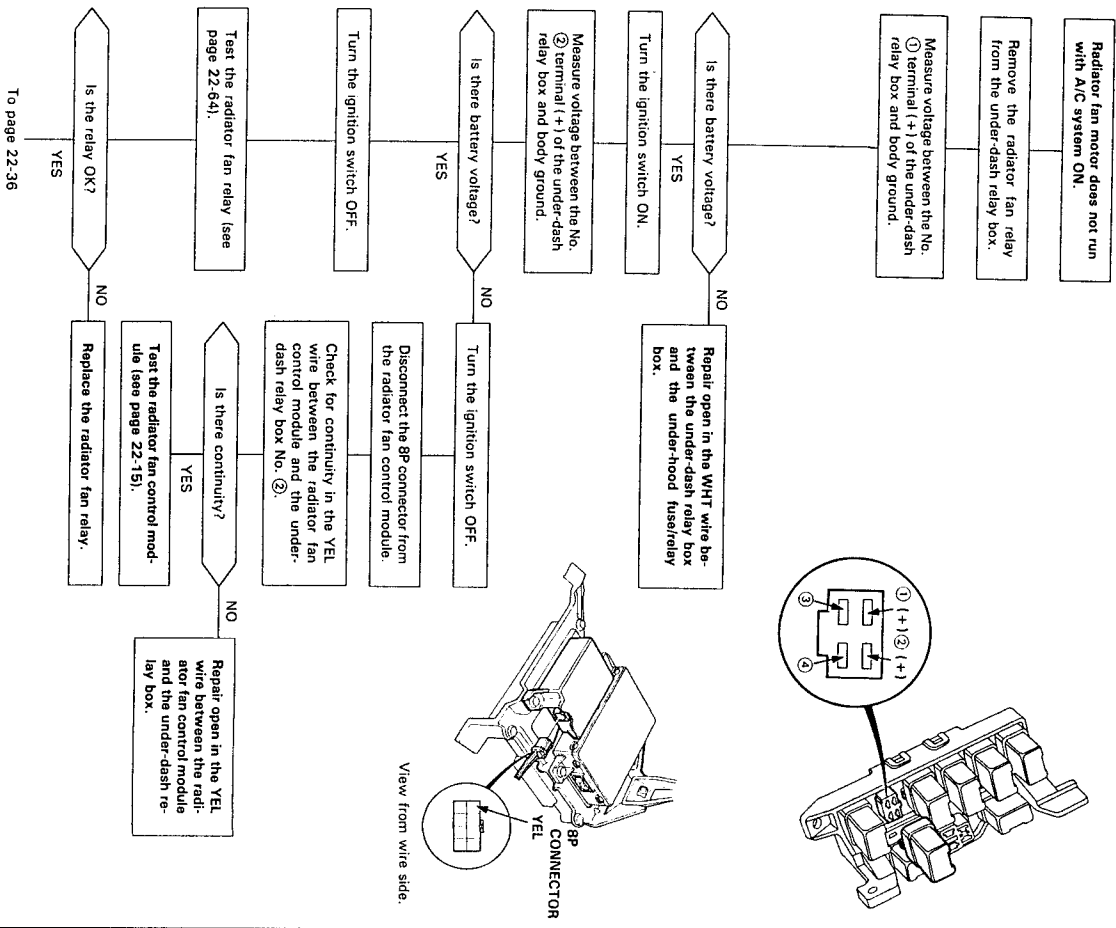 Radiator fan motor does not run
with A/C system ON.
Remove the radiator fan relay
from the under-dash relay box.
Measure voltage between the No.
① terminal (+) of the under-dash
relay box and body ground.
Is there battery voltage?
NO
Repair open in the WHT wire be-
tween the under-dash relay box
and the under-hood fuse/relay
box.
YES
Turn the ignition switch ON.
Measure voltage between the No.
② terminal (+) of the under-dash
relay box and body ground.
Is there battery voltage?
NO
Turn the ignition switch OFF.
Disconnect the 8P connector from
the radiator fan control module.
Check for continuity in the YEL
wire between the radiator fan
control module and the under-
dash relay box No. ②.
Is there continuity?
NO
Repair open in the YEL
wire between the radi-
ator fan control module
and the under-dash re-
lay box.
YES
Test the radiator fan control mod-
ule (see page 22-15).
YES
Turn the ignition switch OFF.
Test the radiator fan relay (see
page 22-64).
Is the relay OK?
NO
Replace the radiator fan relay.
YES
To page 22-36
① (+) ② (+)
③
④
8P
CONNECTOR
YEL
View from wire side.